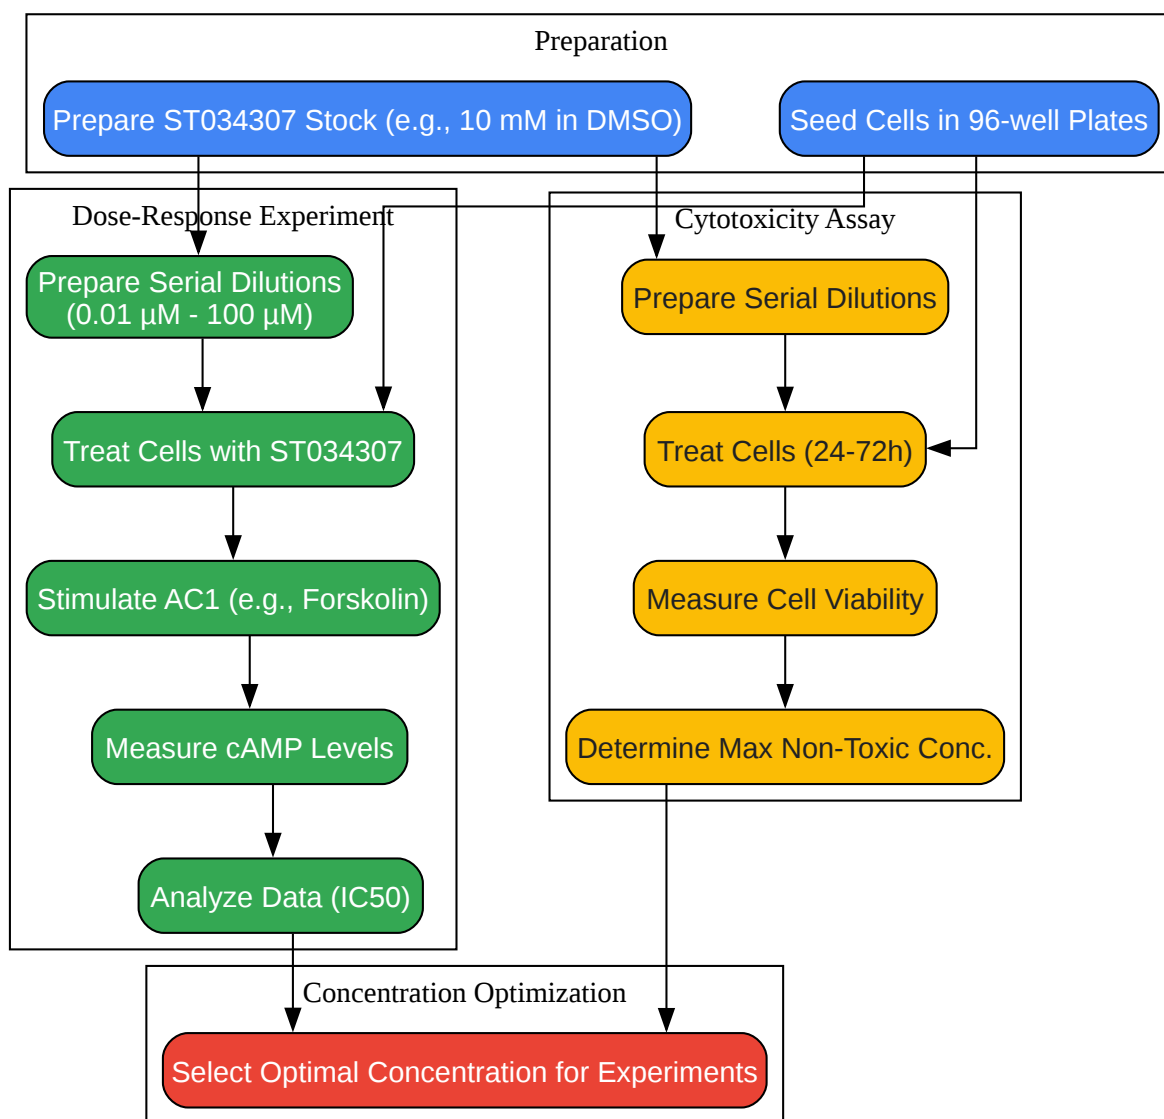 Preparation
Prepare ST034307 Stock (e.g., 10 mM in DMSO)
Seed Cells in 96-well Plates
Dose-Response Experiment
Prepare Serial Dilutions
(0.01 µM - 100 µM)
Treat Cells with ST034307
Stimulate AC1 (e.g., Forskolin)
Measure cAMP Levels
Analyze Data (IC50)
Cytotoxicity Assay
Prepare Serial Dilutions
Treat Cells (24-72h)
Measure Cell Viability
Determine Max Non-Toxic Conc.
Concentration Optimization
Select Optimal Concentration for Experiments